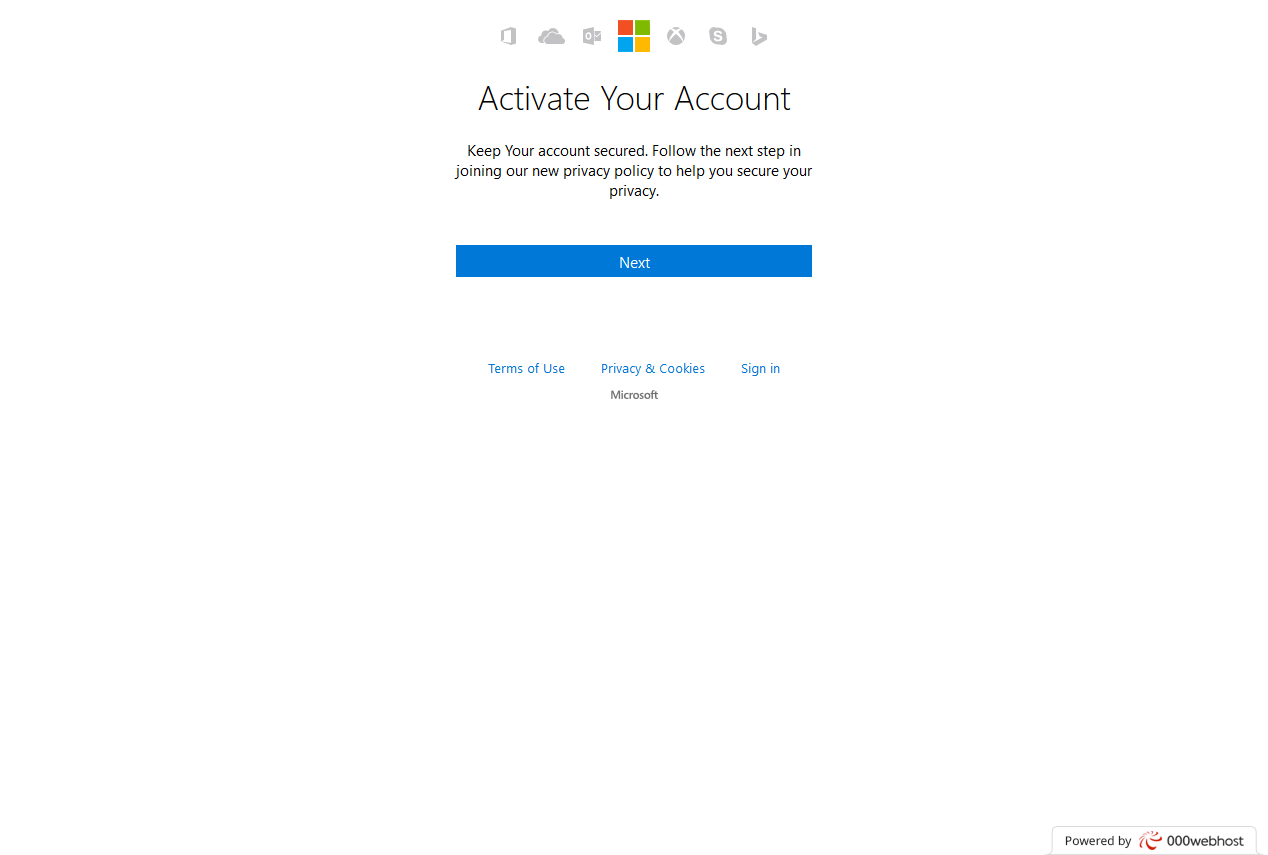 Activate Your Account
Keep Your account secured. Follow the next step in
joining our new privacy policy to help you secure your
privacy.
Next
Terms of Use Privacy & Cookies Sign in
Microsoft
Powered by 000webhost